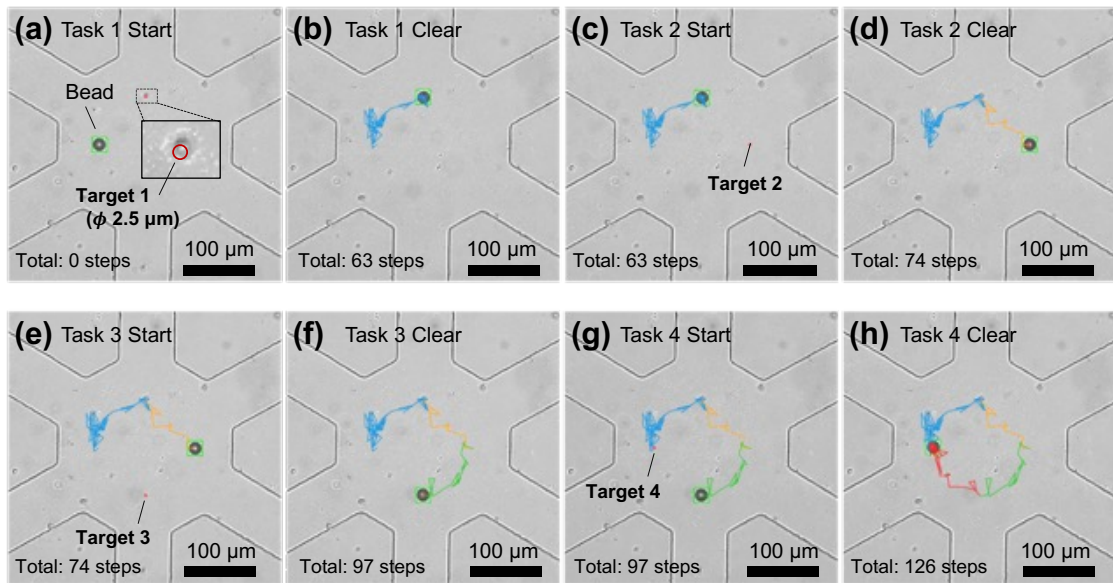 (a) Task 1 Start
Bead
Target 1
(ϕ 2.5 μm)
100 μm
Total: 0 steps
(b) Task 1 Clear
100 μm
Total: 63 steps
(c) Task 2 Start
Target 2
100 μm
Total: 63 steps
(d) Task 2 Clear
100 μm
Total: 74 steps
(e) Task 3 Start
Target 3
100 μm
Total: 74 steps
(f) Task 3 Clear
100 μm
Total: 97 steps
(g) Task 4 Start
Target 4
100 μm
Total: 97 steps
(h) Task 4 Clear
100 μm
Total: 126 steps